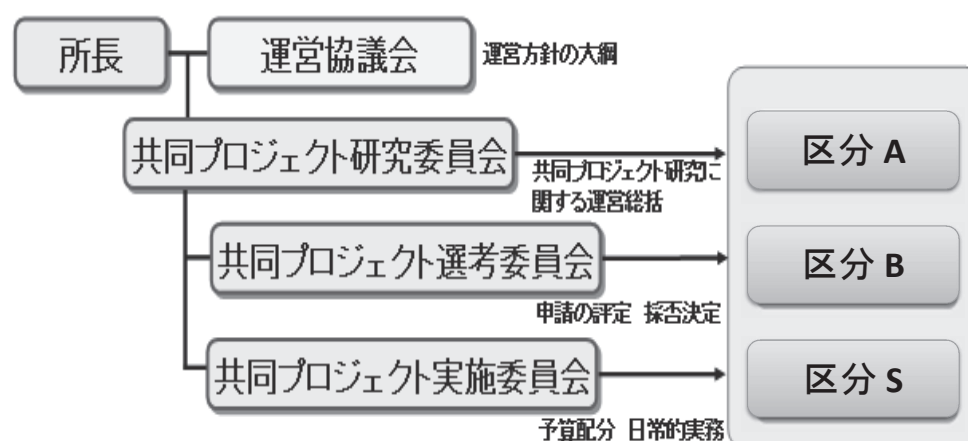 所長
運営協議会
運営方針の大綱
共同プロジェクト研究委員会
共同プロジェクト研究に
関する運営総括
区分 A
共同プロジェクト選考委員会
申請の評定 採否決定
区分 B
共同プロジェクト実施委員会
予算配分 日常的実務
区分 S